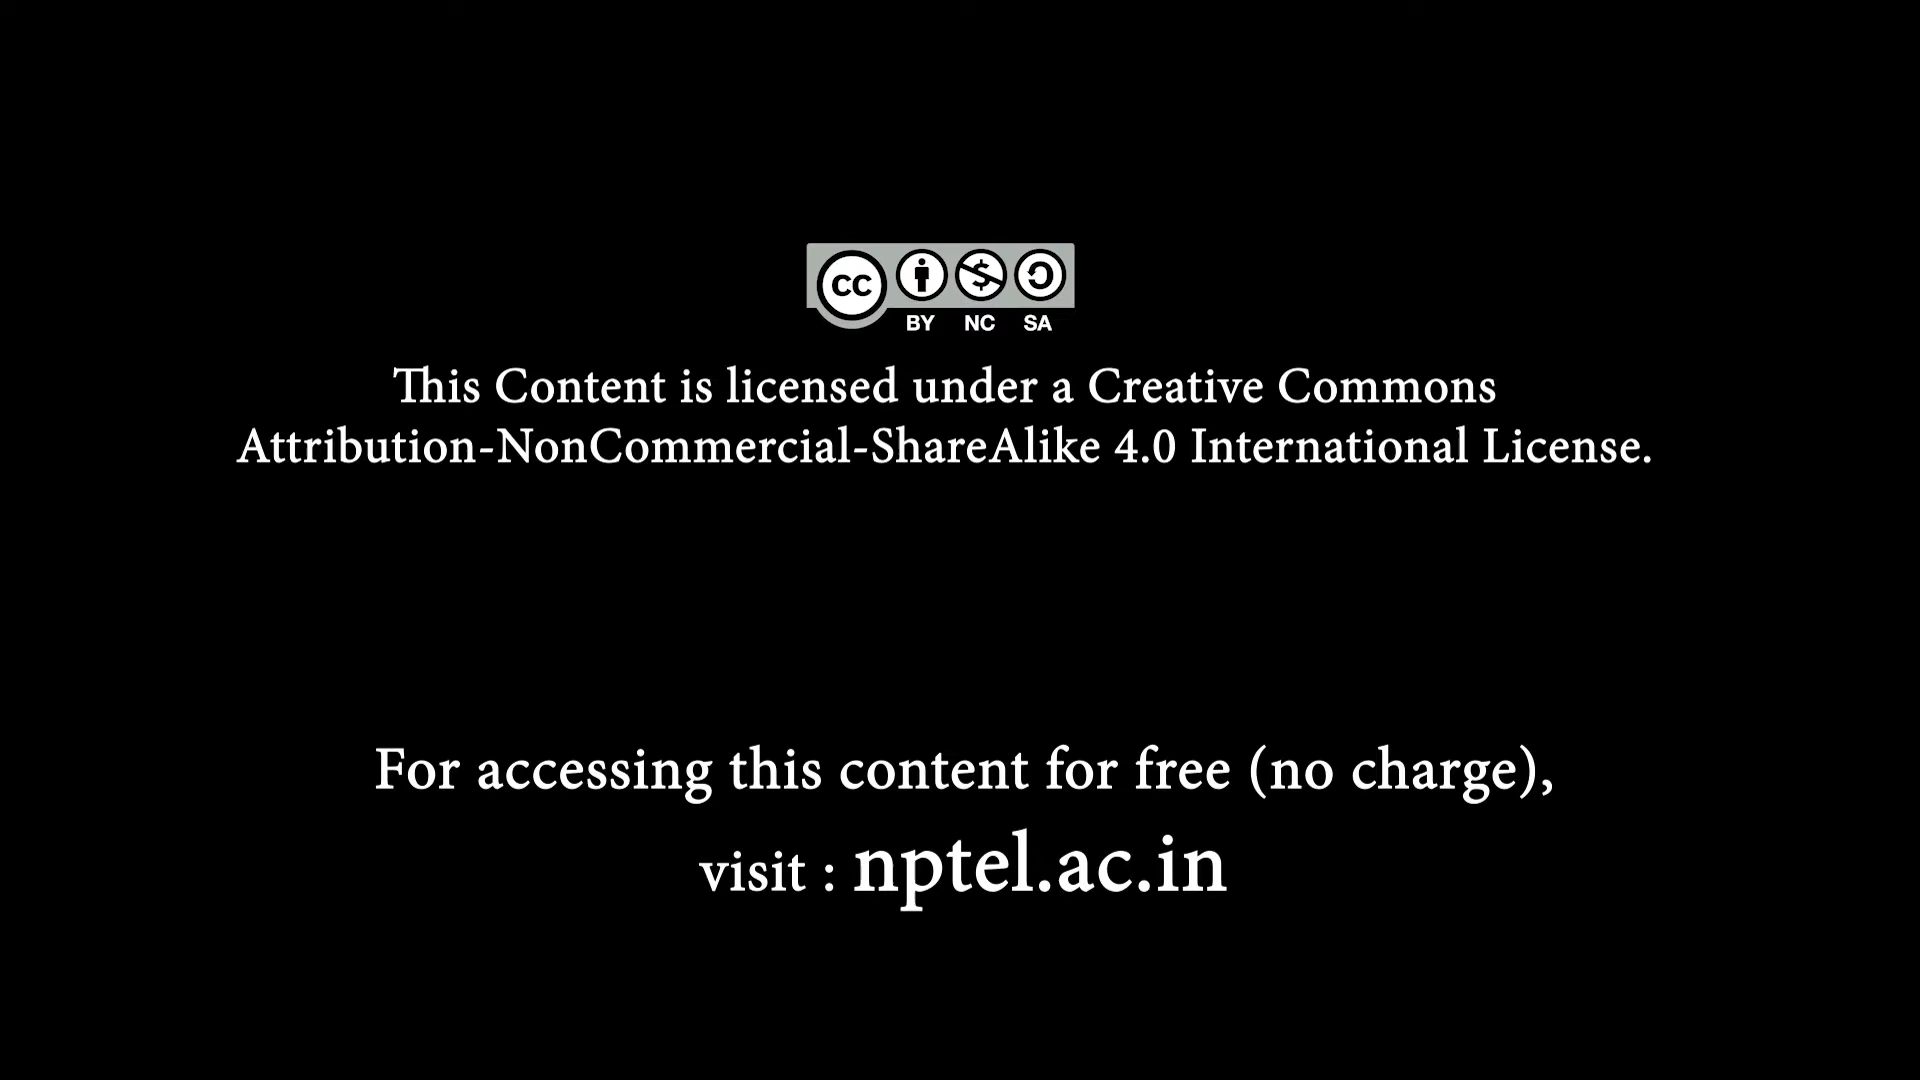 cc
BY NC SA
This Content is licensed under a Creative Commons
Attribution-NonCommercial-ShareAlike 4.0 International License.
For accessing this content for free (no charge),
visit : nptel.ac.in